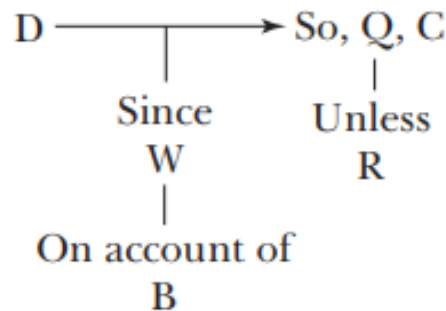 D So, Q, C
Since
W
Unless
R
On account of
B